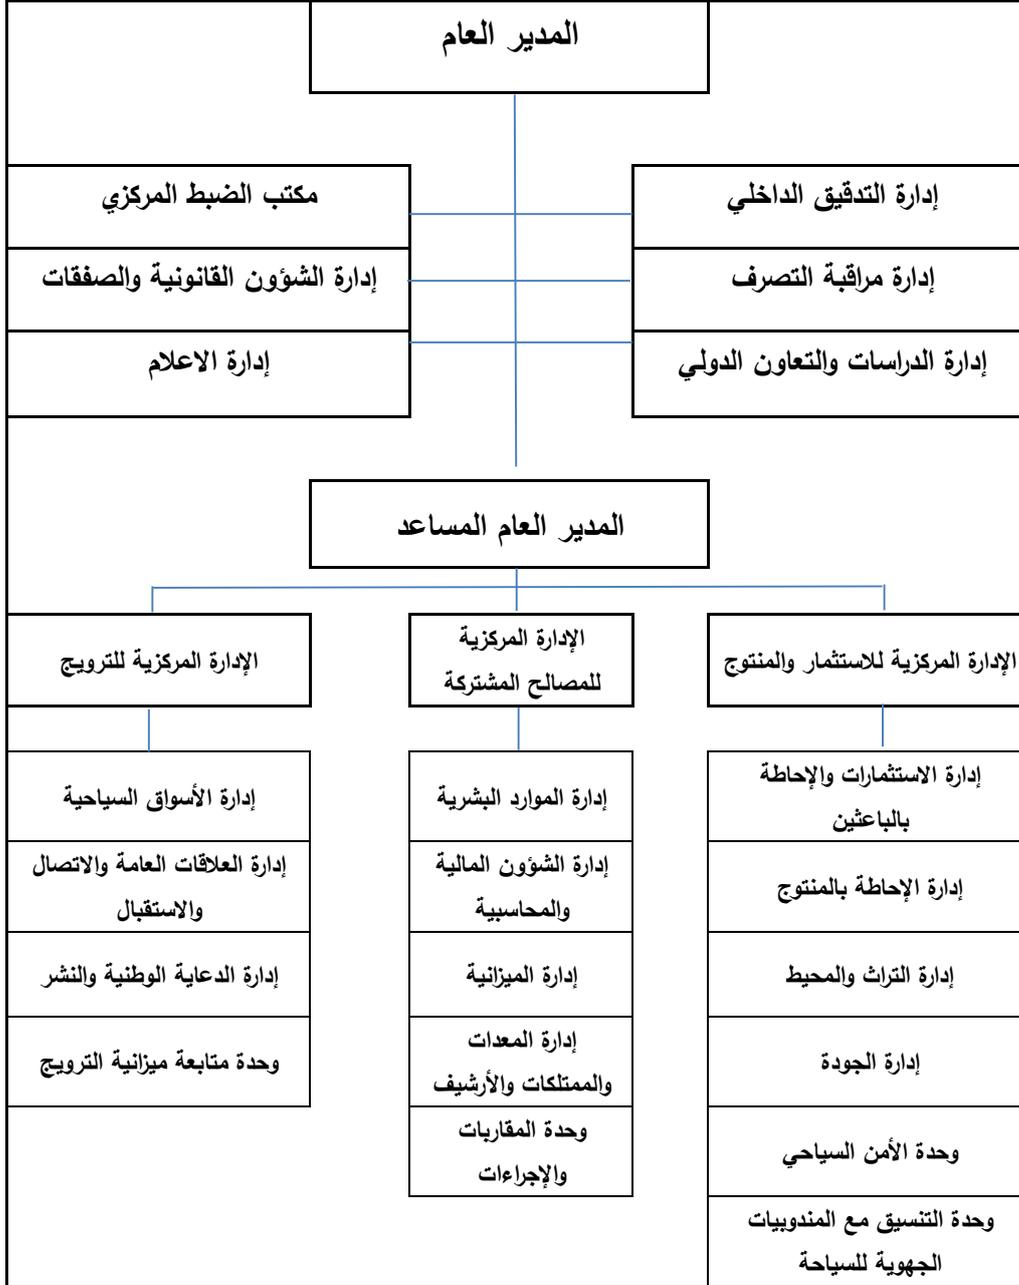 المدير العام
إدارة التدقيق الداخلي
مكتب الضبط المركزي
إدارة مراقبة التصرف
إدارة الشؤون القانونية والصفقات
إدارة الدراسات والتعاون الدولي
إدارة الاعلام
المدير العام المساعد
الإدارة المركزية للاستثمار والمنتوج
الإدارة المركزية
للمصالح المشتركة
الإدارة المركزية للترويج
إدارة الاستثمارات والإحاطة
بالباعثين
إدارة الإحاطة بالمنتوج
إدارة التراث والمحيط
إدارة الجودة
وحدة الأمن السياحي
وحدة التنسيق مع المندوبيات
الجهوية للسياحة
إدارة الموارد البشرية
إدارة الشؤون المالية
والمحاسبية
إدارة الميزانية
إدارة المعدات
والممتلكات والأرشيف
وحدة المقاربات
والإجراءات
إدارة الأسواق السياحية
إدارة العلاقات العامة والاتصال
والاستقبال
إدارة الدعاية الوطنية والنشر
وحدة متابعة ميزانية الترويج